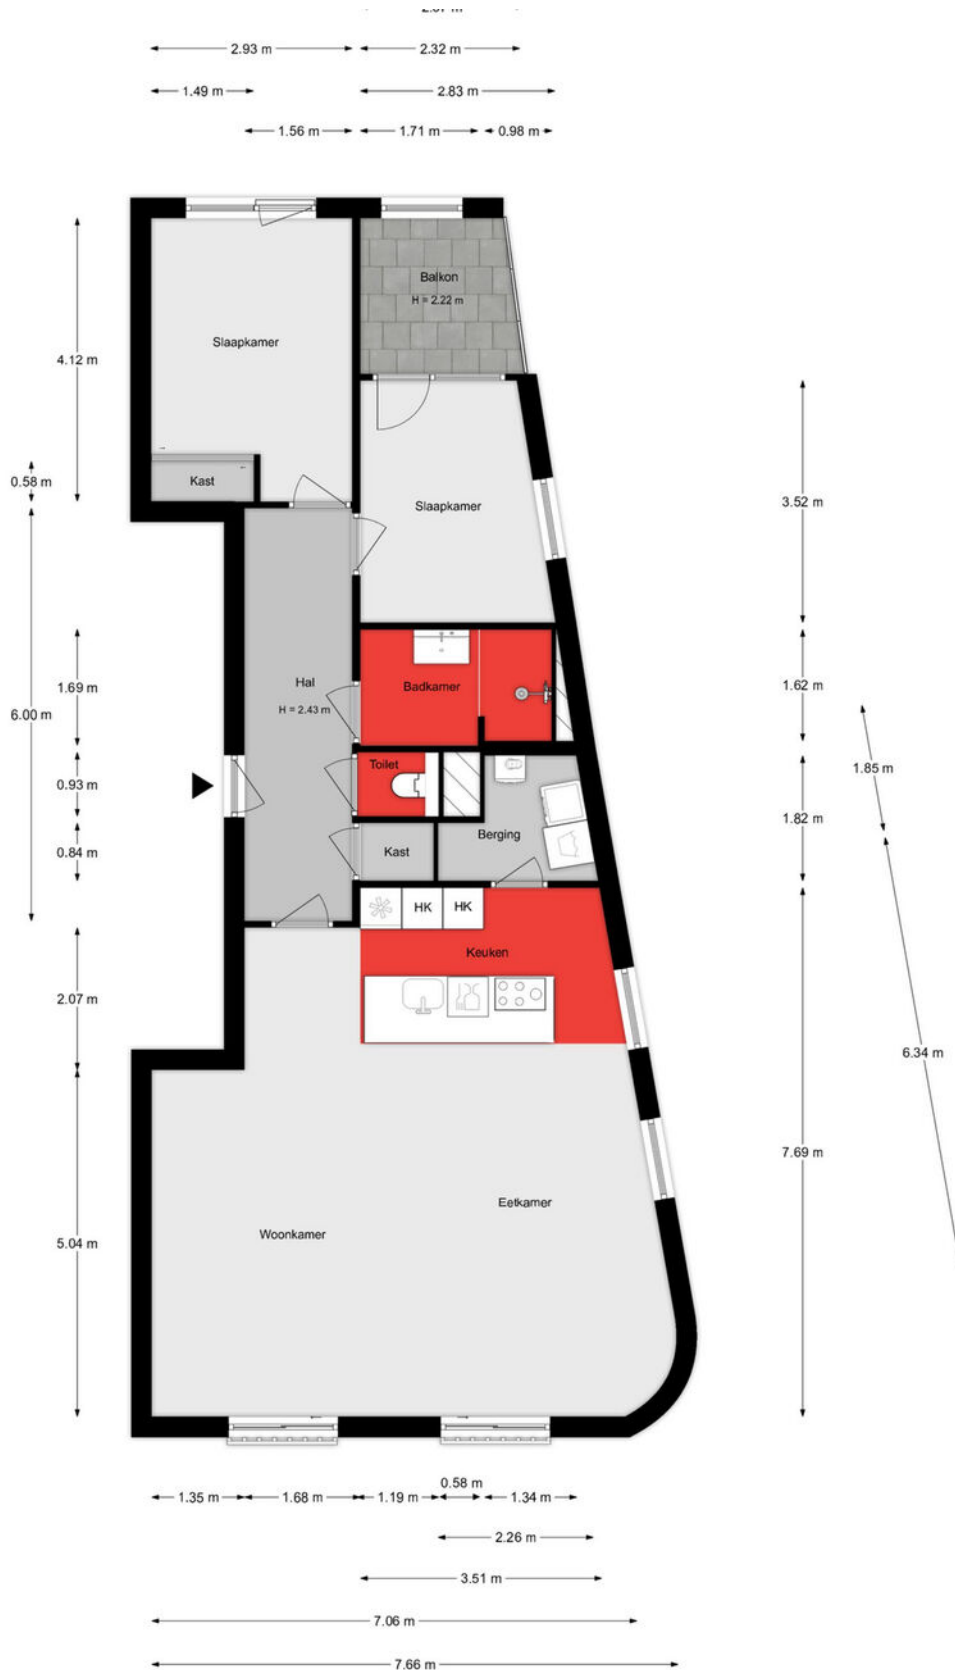 2.93 m
2.32 m
1.49 m
2.83 m
1.56 m
1.71 m
0.98 m
Balkon
H = 2.22 m
Slaapkamer
4.12 m
0.58 m
Kast
Slaapkamer
3.52 m
Hal
H = 2.43 m
Badkamer
1.69 m
1.62 m
6.00 m
Toilet
1.85 m
0.93 m
1.82 m
Berging
0.84 m
Kast
HK
HK
Keuken
2.07 m
6.34 m
7.69 m
Eetkamer
Woonkamer
5.04 m
0.58 m
1.35 m
1.68 m
1.19 m
1.34 m
2.26 m
3.51 m
7.06 m
7.66 m